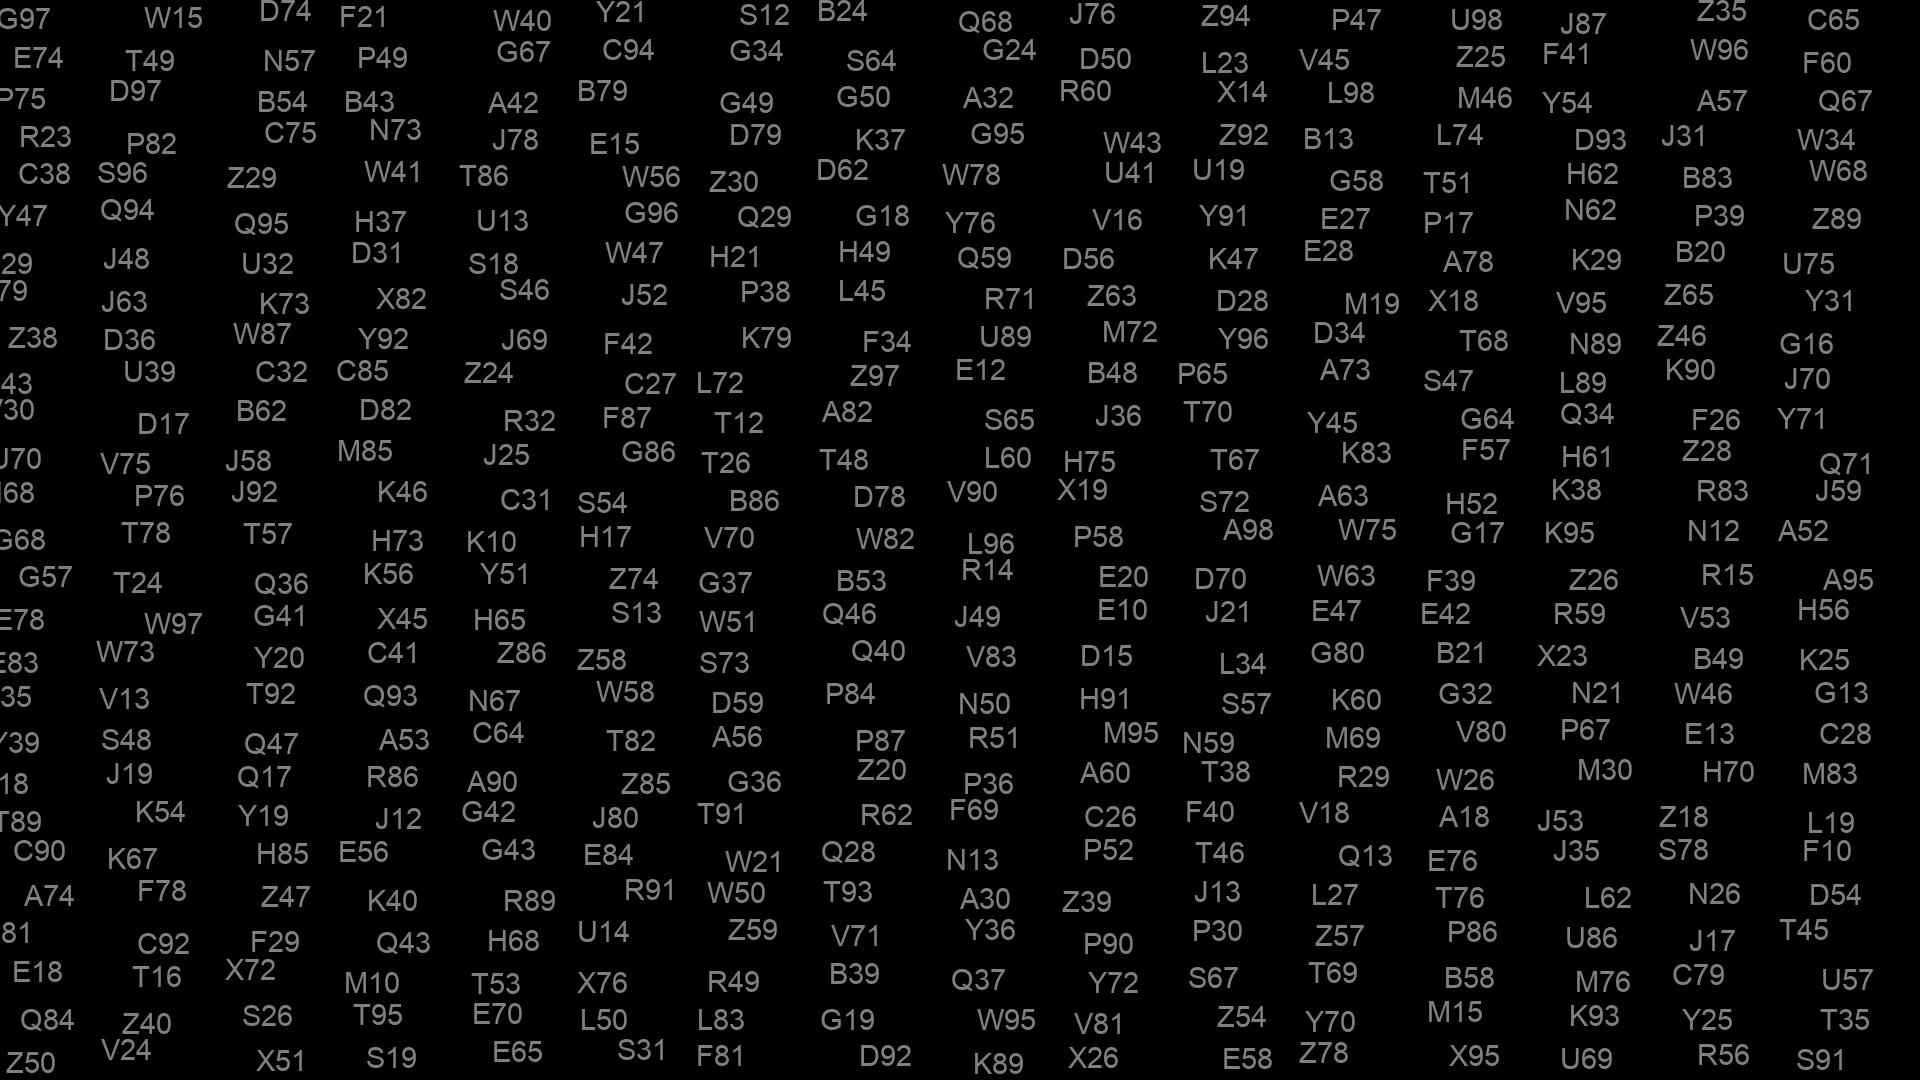 G97 W15 D74 F21 W40 Y21 S12 B24 Q68 J76 Z94 P47 U98 J87 Z35 C65
E74 T49 N57 P49 G67 C94 G34 S64 G24 D50 L23 V45 Z25 F41 W96 F60
P75 D97 B54 B43 A42 B79 G49 G50 A32 R60 X14 L98 M46 Y54 A57 Q67
R23 P82 C75 N73 J78 E15 D79 K37 G95 W43 Z92 B13 L74 D93 J31 W34
C38 S96 Z29 W41 T86 W56 Z30 D62 W78 U41 U19 G58 T51 H62 B83 W68
Y47 Q94 Q95 H37 U13 G96 Q29 G18 Y76 V16 Y91 E27 P17 N62 P39 Z89
29 J48 U32 D31 S18 W47 H21 H49 Q59 D56 K47 E28 A78 K29 B20 U75
79 J63 K73 X82 S46 J52 P38 L45 R71 Z63 D28 M19 X18 V95 Z65 Y31
Z38 D36 W87 Y92 J69 F42 K79 F34 U89 M72 Y96 D34 T68 N89 Z46 G16
43 U39 C32 C85 Z24 C27 L72 Z97 E12 B48 P65 A73 S47 L89 K90 J70
30 D17 B62 D82 R32 F87 T12 A82 S65 J36 T70 Y45 G64 Q34 F26 Y71
70 V75 J58 M85 J25 G86 T26 T48 L60 H75 T67 K83 F57 H61 Z28 Q71
68 P76 J92 K46 C31 S54 B86 D78 V90 X19 S72 A63 H52 K38 R83 J59
G68 T78 T57 H73 K10 H17 V70 W82 L96 P58 A98 W75 G17 K95 N12 A52
G57 T24 Q36 K56 Y51 Z74 G37 B53 R14 E20 D70 W63 F39 Z26 R15 A95
E78 W97 G41 X45 H65 S13 W51 Q46 J49 E10 J21 E47 E42 R59 V53 H56
E83 W73 Y20 C41 Z86 Z58 S73 Q40 V83 D15 L34 G80 B21 X23 B49 K25
35 V13 T92 Q93 N67 W58 D59 P84 N50 H91 S57 K60 G32 N21 W46 G13
Y39 S48 Q47 A53 C64 T82 A56 P87 R51 M95 N59 M69 V80 P67 E13 C28
18 J19 Q17 R86 A90 Z85 G36 Z20 P36 A60 T38 R29 W26 M30 H70 M83
T89 K54 Y19 J12 G42 J80 T91 R62 F69 C26 F40 V18 A18 J53 Z18 L19
C90 K67 H85 E56 G43 E84 W21 Q28 N13 P52 T46 Q13 E76 J35 S78 F10
A74 F78 Z47 K40 R89 R91 W50 T93 A30 Z39 J13 L27 T76 L62 N26 D54
81 C92 F29 Q43 H68 U14 Z59 V71 Y36 P90 P30 Z57 P86 U86 J17 T45
E18 T16 X72 M10 T53 X76 R49 B39 Q37 Y72 S67 T69 B58 M76 C79 U57
Q84 Z40 S26 T95 E70 L50 L83 G19 W95 V81 Z54 Y70 M15 K93 Y25 T35
Z50 V24 X51 S19 E65 S31 F81 D92 K89 X26 E58 Z78 X95 U69 R56 S91